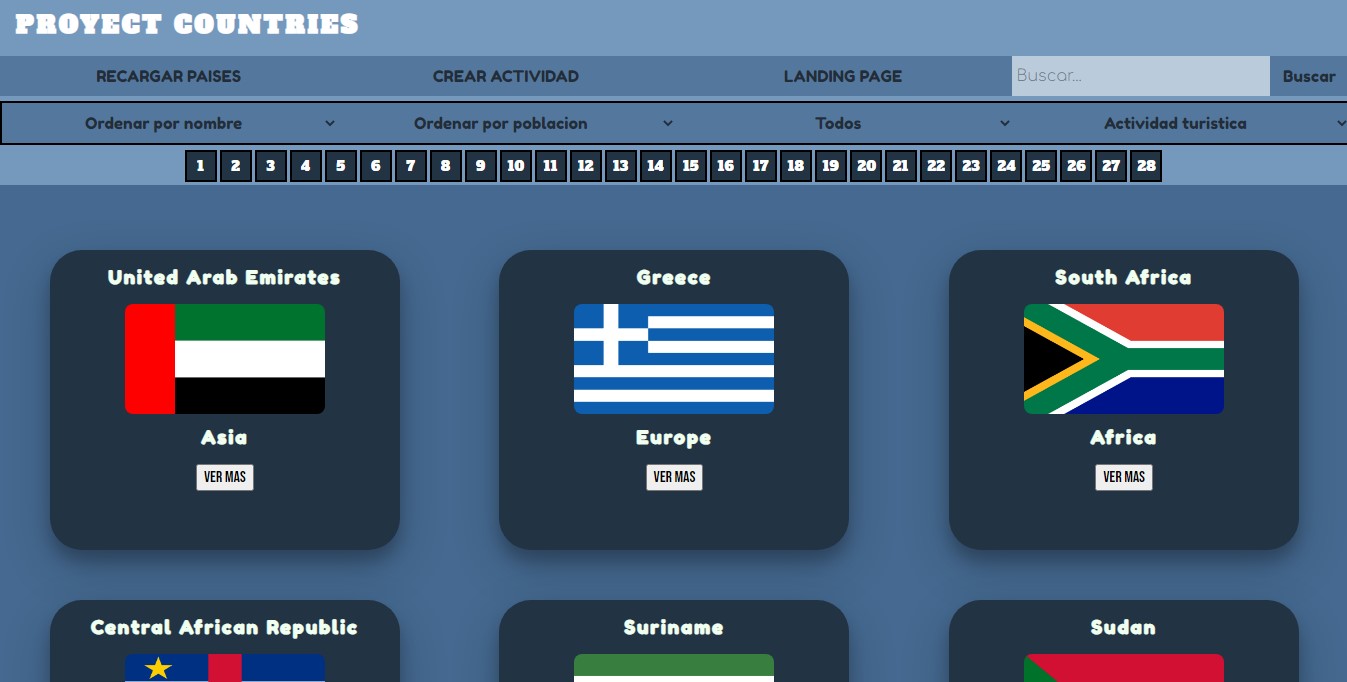 PROYECT COUNTRIES
RECARGAR PAISES CREAR ACTIVIDAD LANDING PAGE Buscar... Buscar
Ordenar por nombre Ordenar por poblacion Todos Actividad turistica
1 2 3 4 5 6 7 8 9 10 11 12 13 14 15 16 17 18 19 20 21 22 23 24 25 26 27 28
United Arab Emirates Greece South Africa
Asia Europe Africa
VER MAS VER MAS VER MAS
Central African Republic Suriname Sudan